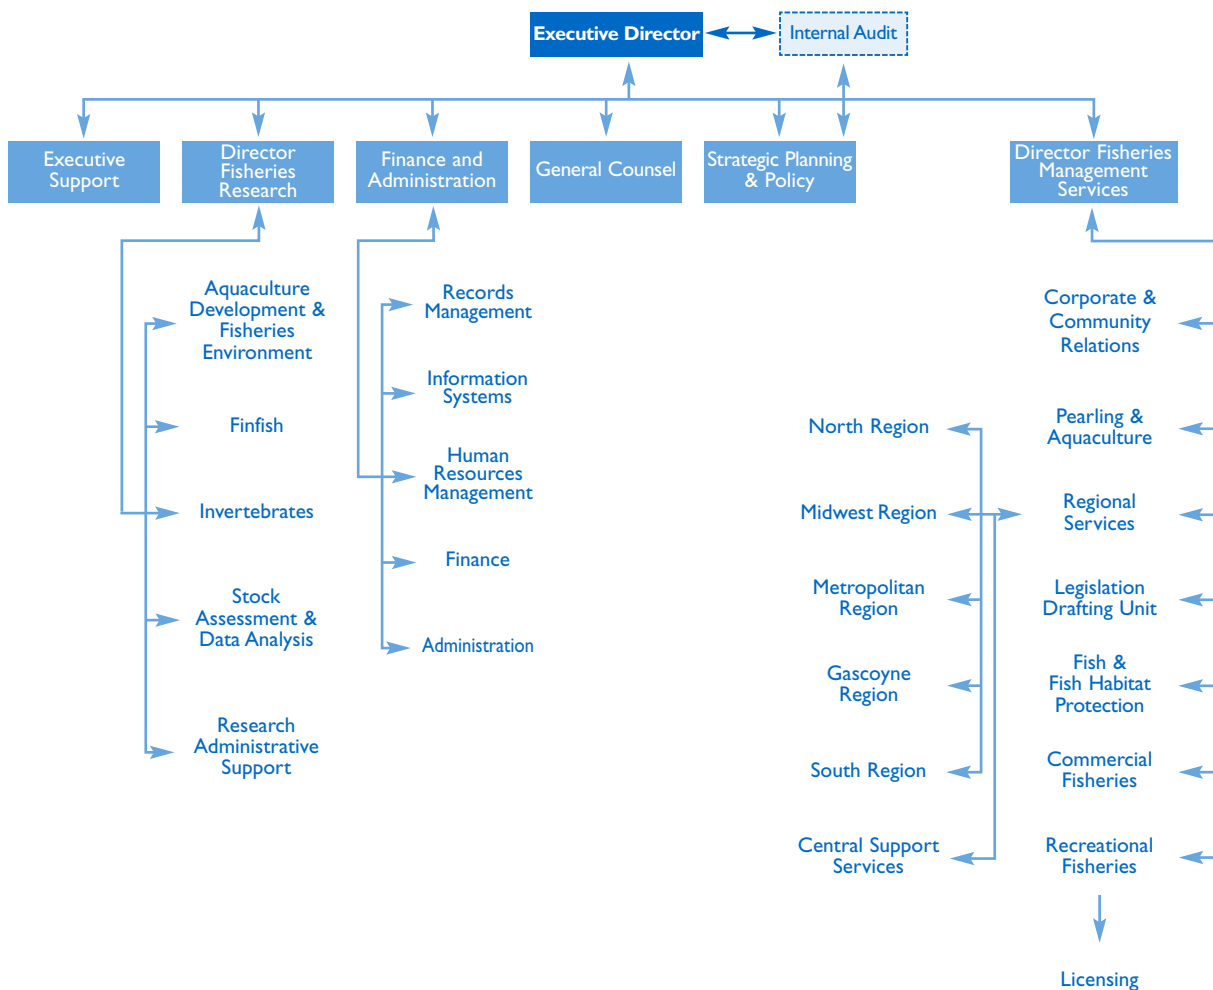 Executive Director
Internal Audit
Executive
Support
Director
Fisheries
Research
Finance and
Administration
General Counsel
Strategic Planning
& Policy
Director Fisheries
Management
Services
Aquaculture
Development &
Fisheries
Environment
Finfish
Invertebrates
Stock
Assessment &
Data Analysis
Research
Administrative
Support
Records
Management
Information
Systems
Human
Resources
Management
Finance
Administration
North Region
Midwest Region
Metropolitan
Region
Gascoyne
Region
South Region
Central Support
Services
Corporate &
Community
Relations
Pearling &
Aquaculture
Regional
Services
Legislation
Drafting Unit
Fish &
Fish Habitat
Protection
Commercial
Fisheries
Recreational
Fisheries
Licensing